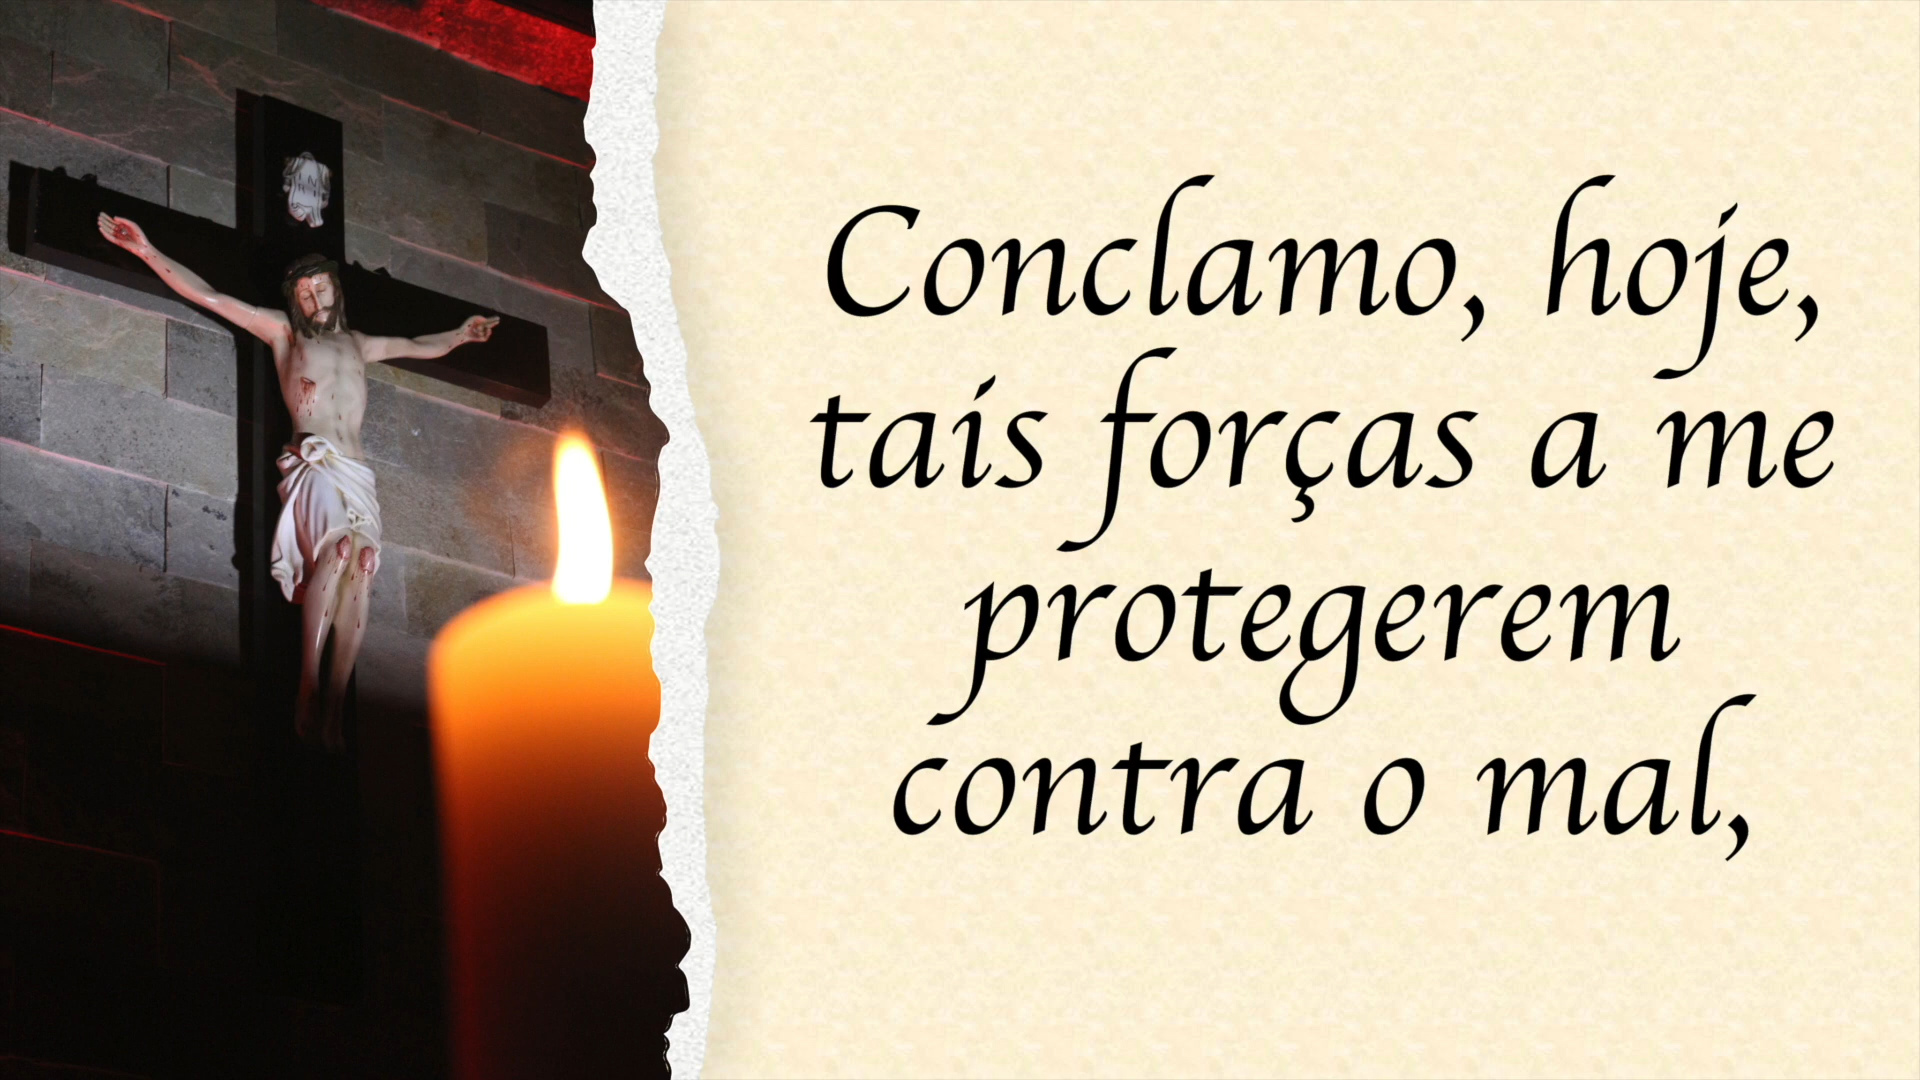 Conclamo, hoje,
tais forças a me
protegerem
contra o mal,